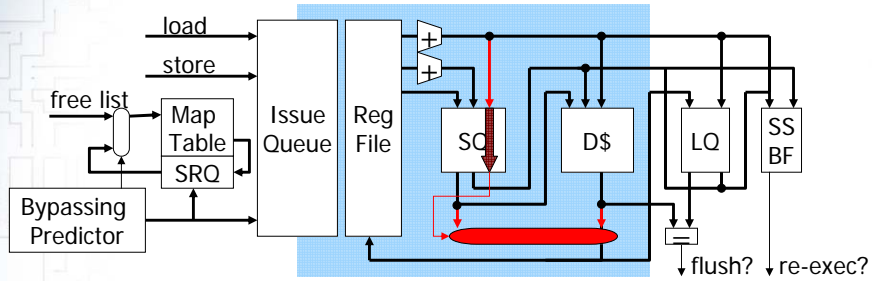 load
store
free list
Map
Table
SRQ
Bypassing
Predictor
Issue
Queue
Reg
File
+
+
SQ
D$
LQ
SS
BF
=
flush?
re-exec?